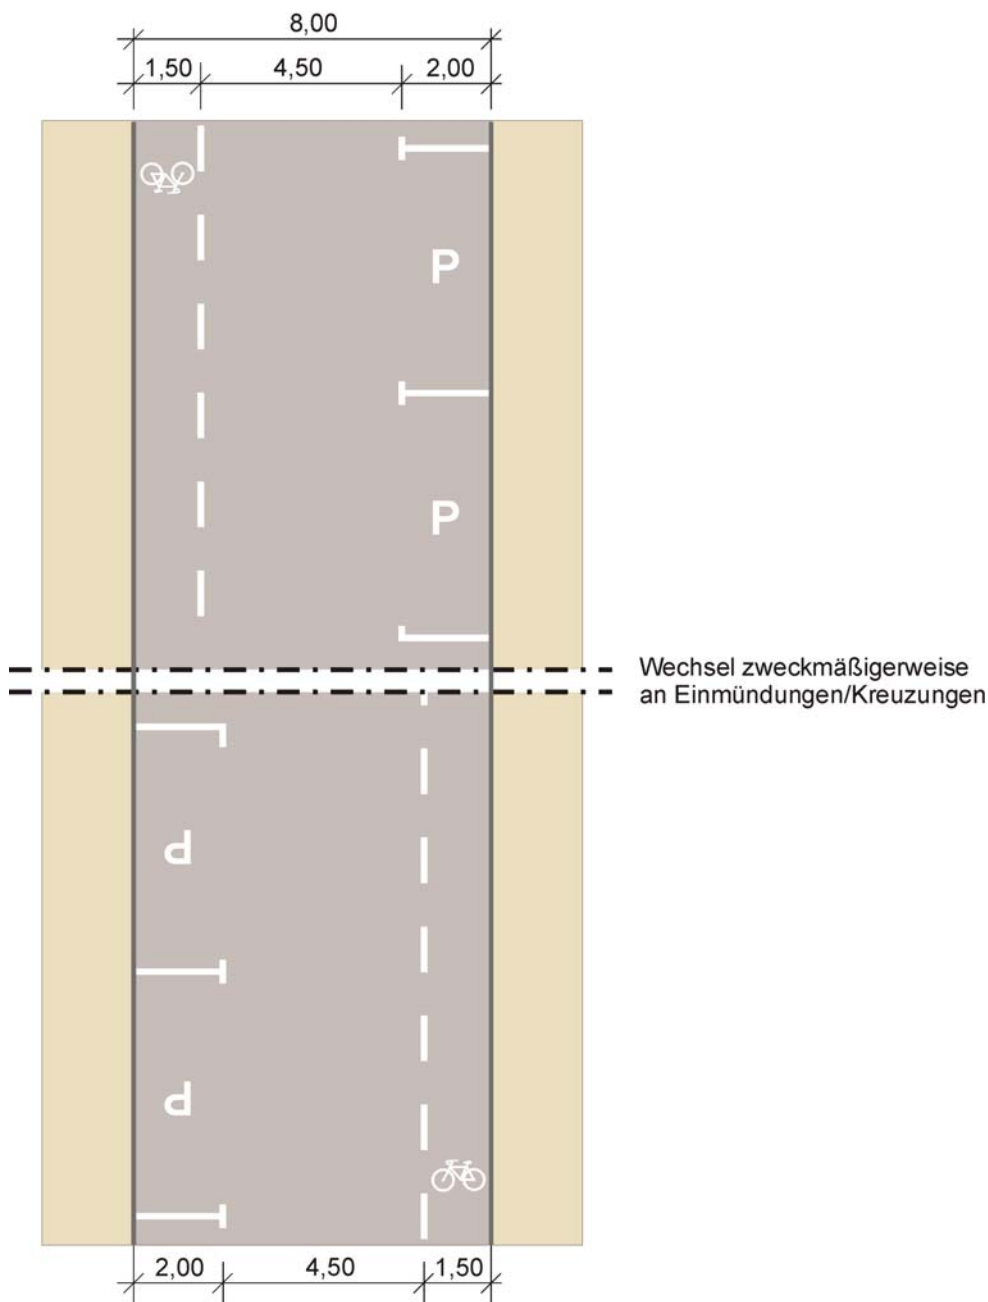 8,00
1,50 4,50 2,00
P
P
Wechsel zweckmäßigerweise
an Einmündungen/Kreuzungen
P
P
2,00 4,50 1,50